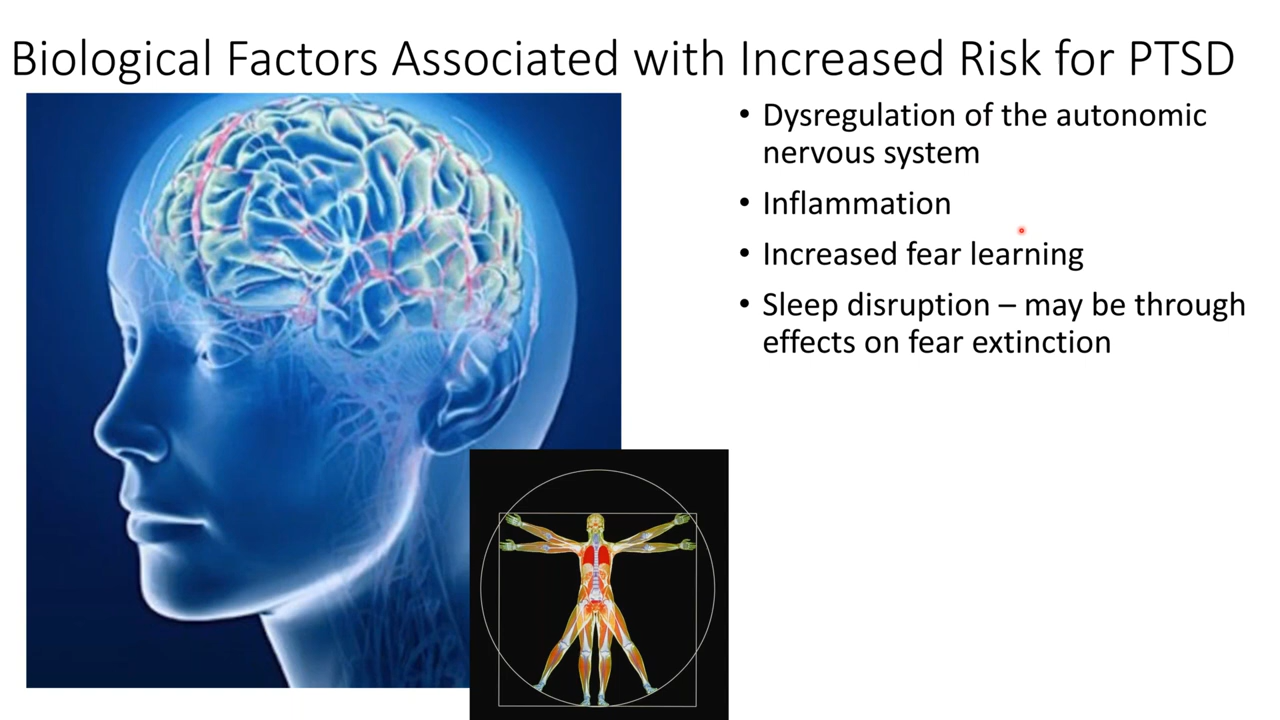 Biological Factors Associated with Increased Risk for PTSD
• Dysregulation of the autonomic
nervous system
• Inflammation
• Increased fear learning
• Sleep disruption – may be through
effects on fear extinction